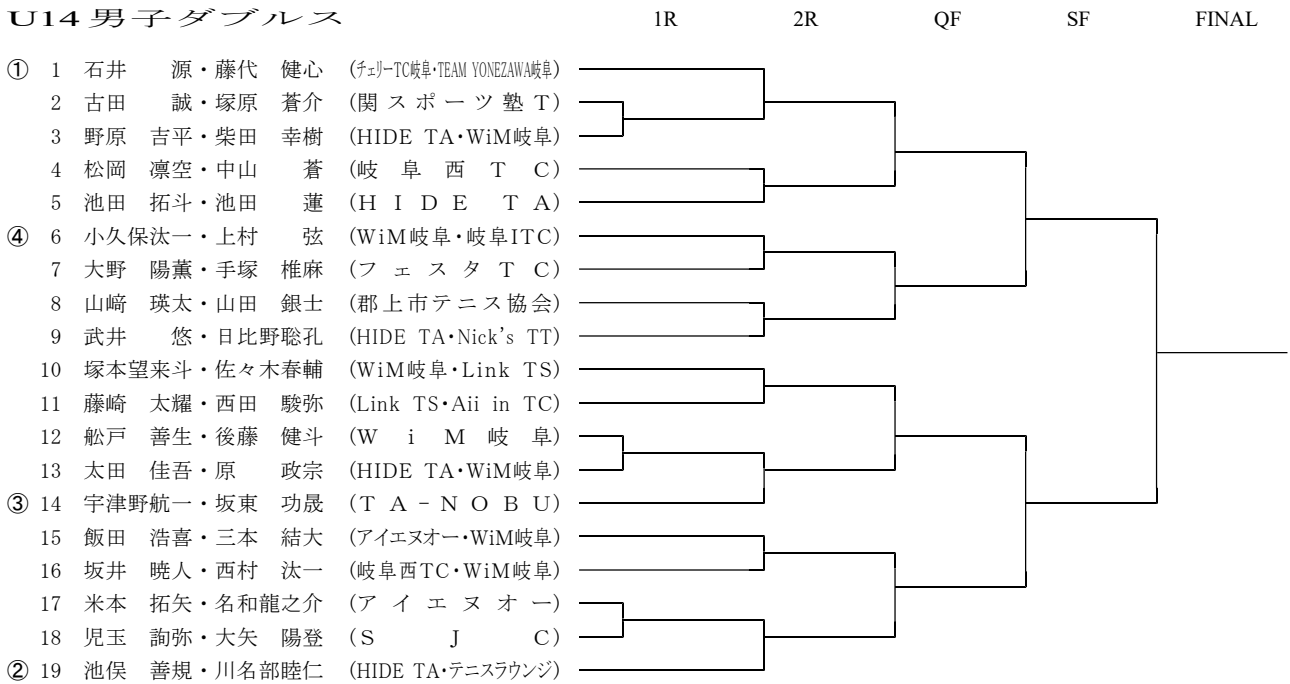 U14 男子ダブルス 1R 2R QF SF FINAL
① 1 石井 源・藤代 健心 (チェリーTC岐阜・TEAM YONEZAWA岐阜)
2 古田 誠・塚原 蒼介 (関スポーツ塾T)
3 野原 吉平・柴田 幸樹 (HIDE TA・WiM岐阜)
4 松岡 凛空・中山 蒼 (岐阜西TC)
5 池田 拓斗・池田 蓮 (HIDE TA)
④ 6 小久保汰一・上村 弦 (WiM岐阜・岐阜ITC)
7 大野 陽薫・手塚 椎麻 (フェスタTC)
8 山﨑 瑛太・山田 銀士 (郡上市テニス協会)
9 武井 悠・日比野聡孔 (HIDE TA・Nick's TT)
10 塚本望来斗・佐々木春輔 (WiM岐阜・Link TS)
11 藤崎 太耀・西田 駿弥 (Link TS・Aii in TC)
12 舩戸 善生・後藤 健斗 (WiM岐阜)
13 太田 佳吾・原 政宗 (HIDE TA・WiM岐阜)
③ 14 宇津野航一・坂東 功晟 (TA-NOBU)
15 飯田 浩喜・三本 結大 (アイエヌオー・WiM岐阜)
16 坂井 暁人・西村 汰一 (岐阜西TC・WiM岐阜)
17 米本 拓矢・名和龍之介 (アイエヌオー)
18 児玉 詢弥・大矢 陽登 (SJC)
② 19 池俣 善規・川名部睦仁 (HIDE TA・テニスラウンジ)